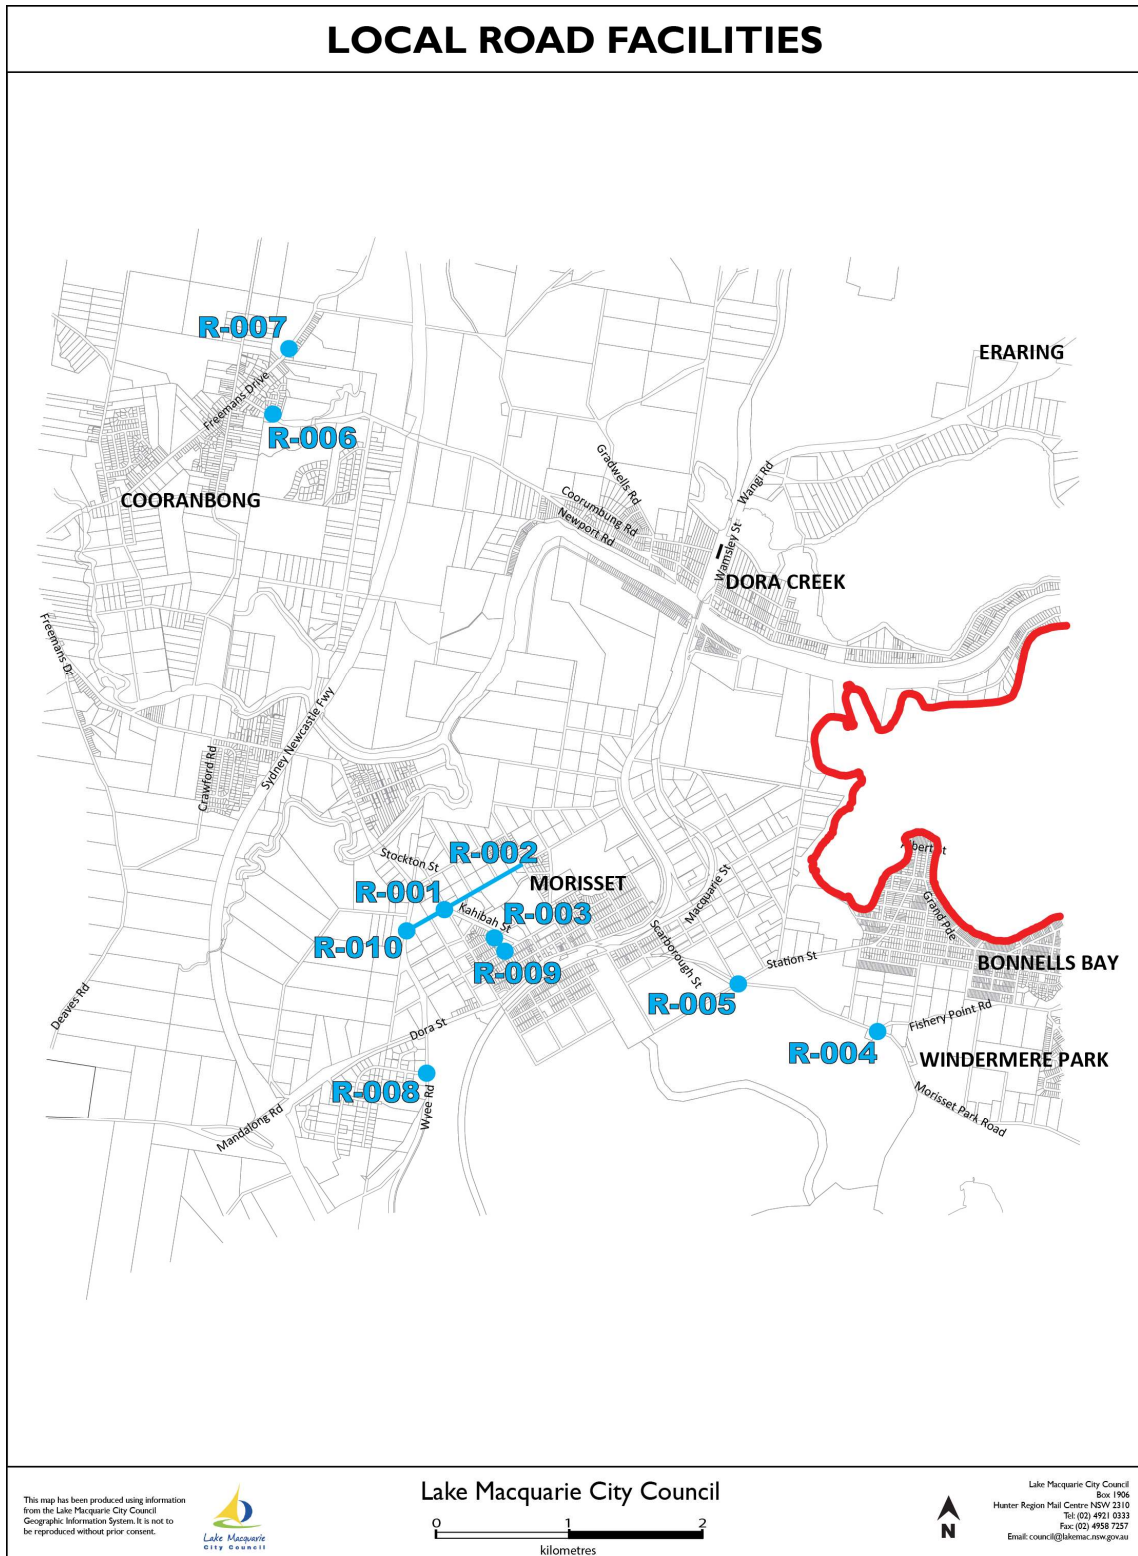 LOCAL ROAD FACILITIES
R-007
ERARING
Freemans Drive
R-006
Gradwells Rd
Wangi Rd
COORANBONG
Coorumbung Rd
Newport Rd
Wamsley St
DORA CREEK
Freemans Dr
Sydney Newcastle Fwy
Crawford Rd
Stockton St
R-002
Albert St
R-001
MORISSET
Macquarie St
Kahibah St
R-003
Grand Pde
R-010
Scarborough St
Station St
R-009
BONNELLS BAY
R-005
Deaves Rd
Dora St
Fishery Point Rd
R-004
WINDERMERE PARK
R-008
Wyee Rd
Mandalong Rd
Morisset Park Road
This map has been produced using information
from the Lake Macquarie City Council
Geographic Information System. It is not to
be reproduced without prior consent.
Lake Macquarie
City Council
Lake Macquarie City Council
0 1 2
kilometres
N
Lake Macquarie City Council
Box 1906
Hunter Region Mail Centre NSW 2310
Tel: (02) 4921 0333
Fax: (02) 4958 7257
Email: council@lakemac.nsw.gov.au